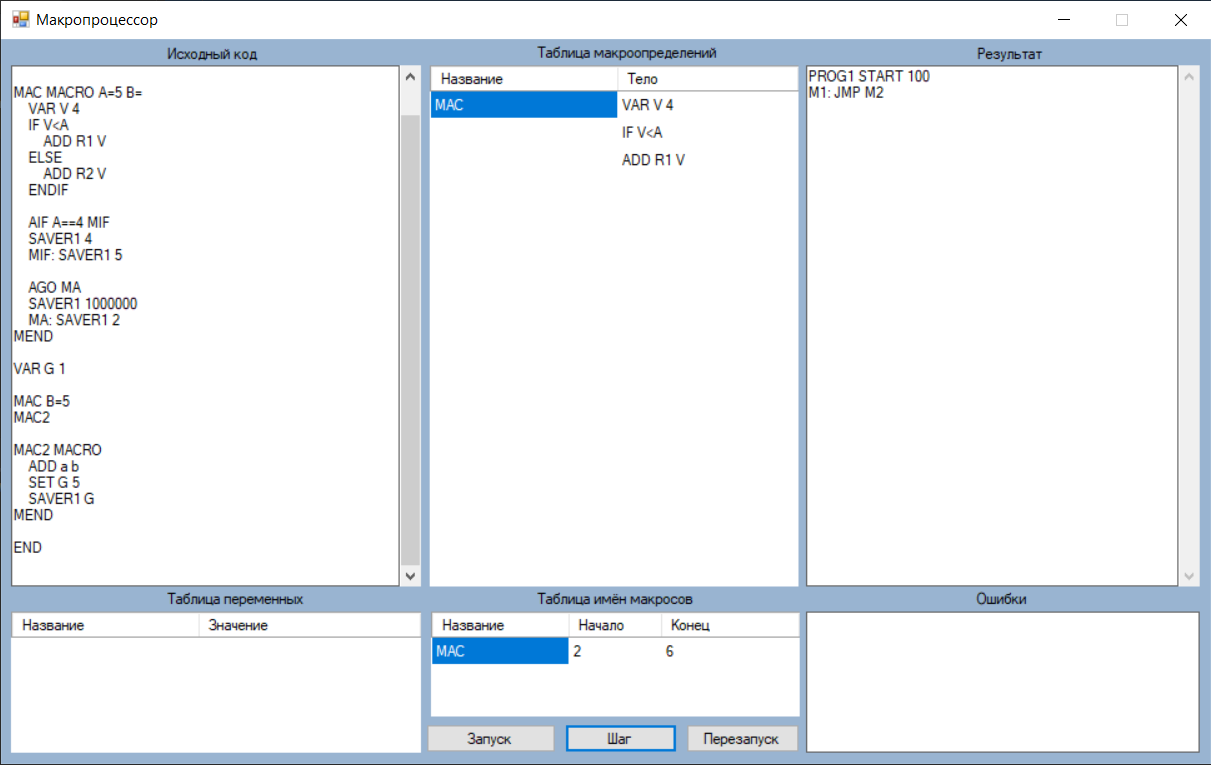 Макропроцессор
Исходный код
MAC MACRO A=5 B=
VAR V 4
IF V<A
ADD R1 V
ELSE
ADD R2 V
ENDIF
AIF A==4 MIF
SAVER1 4
MIF: SAVER1 5
AGO MA
SAVER1 1000000
MA: SAVER1 2
MEND
VAR G 1
MAC B=5
MAC2
MAC2 MACRO
ADD a b
SET G 5
SAVER1 G
MEND
END
Таблица макроопределений
Название Тело
MAC VAR V 4
IF V<A
ADD R1 V
Результат
PROG1 START 100
M1: JMP M2
Таблица переменных
Название Значение
Таблица имён макросов
Название Начало Конец
MAC 2 6
Запуск Шаг Перезапуск
Ошибки